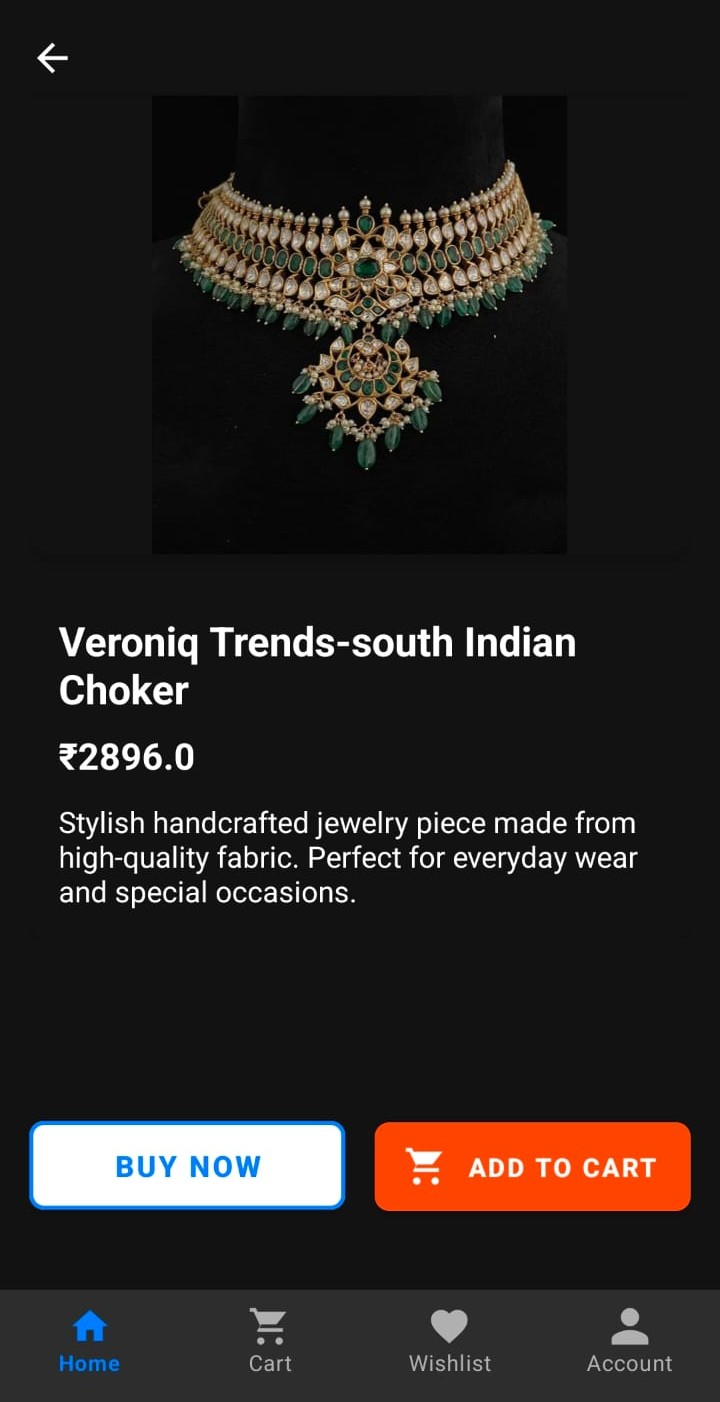 Veroniq Trends-south Indian
Choker
₹2896.0
Stylish handcrafted jewelry piece made from
high-quality fabric. Perfect for everyday wear
and special occasions.
BUY NOW
ADD TO CART
Home
Cart
Wishlist
Account